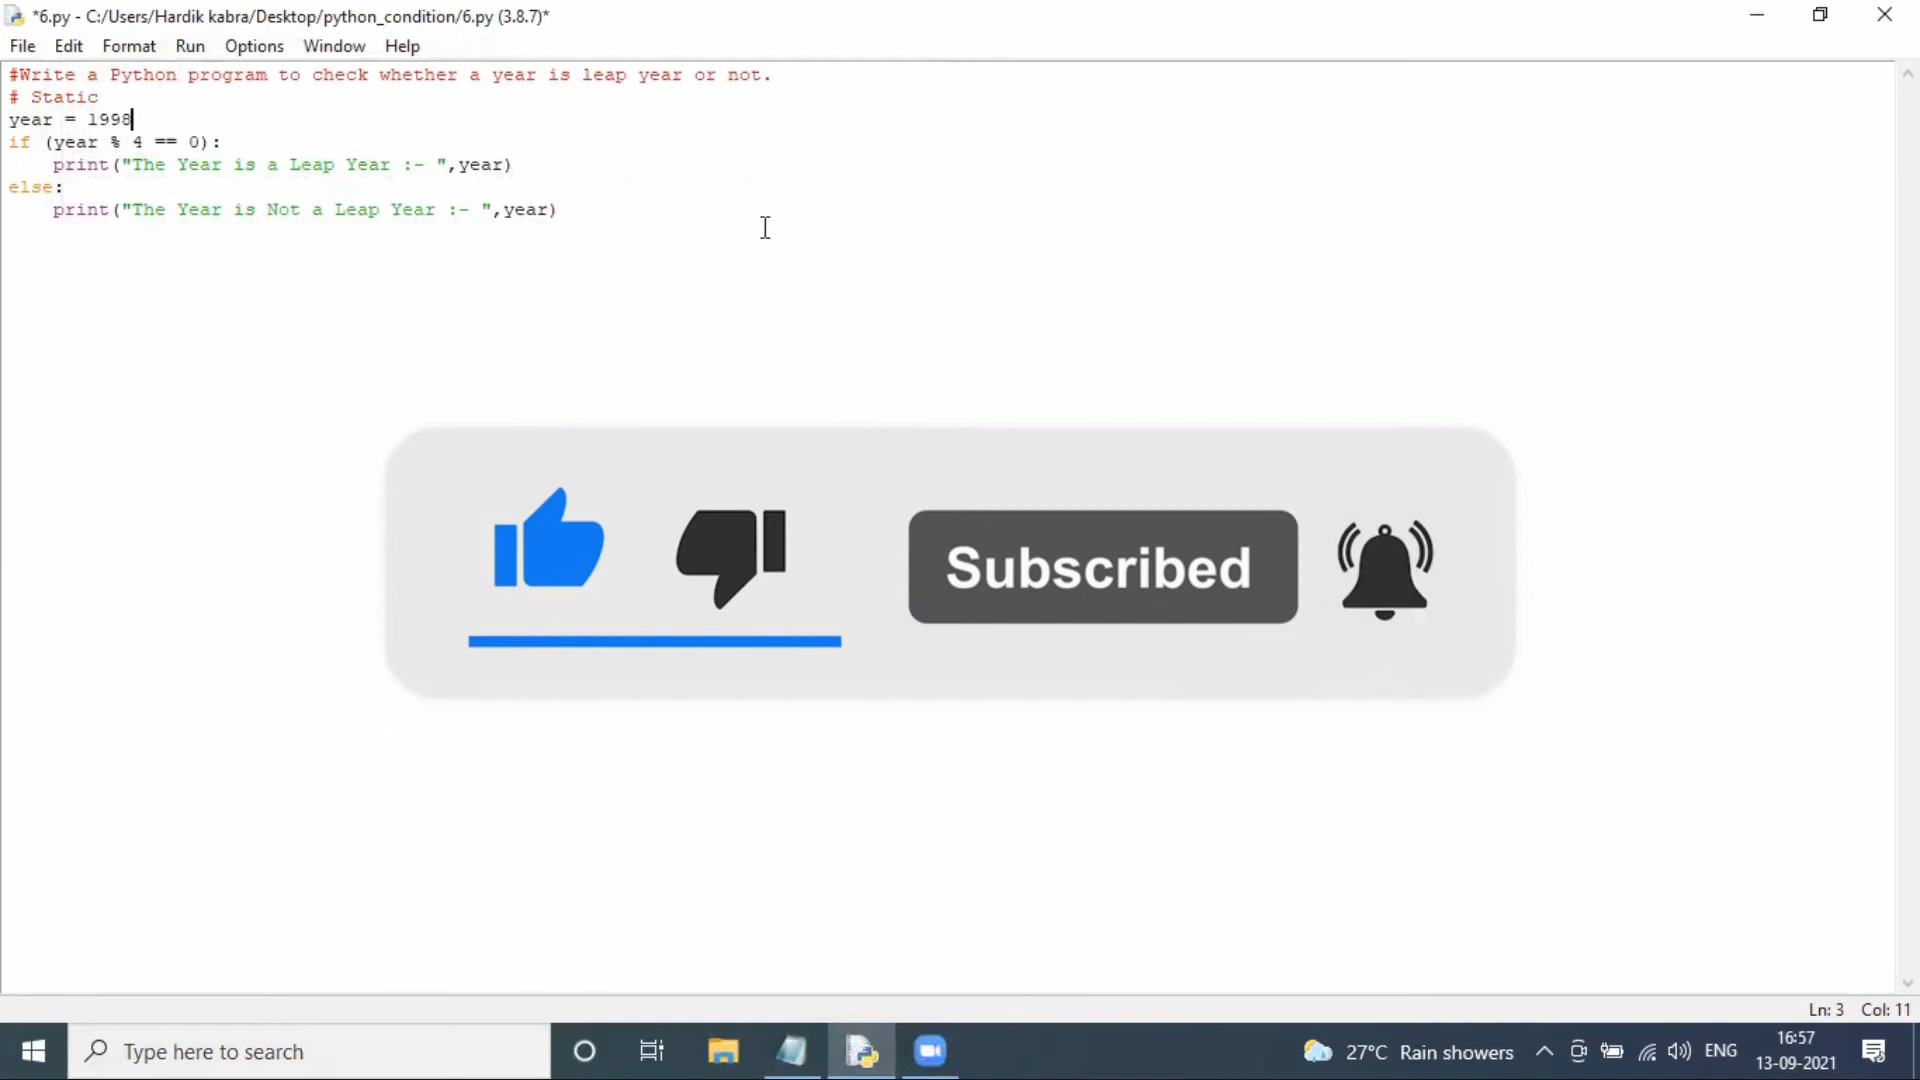 *6.py - C:/Users/Hardik kabra/Desktop/python_condition/6.py (3.8.7)*
File Edit Format Run Options Window Help
#Write a Python program to check whether a year is leap year or not.
# Static
year = 1998
if (year % 4 == 0):
    print("The Year is a Leap Year :- ",year)
else:
    print("The Year is Not a Leap Year :- ",year)
Subscribed
Ln: 3 Col: 11
Type here to search
27°C Rain showers
ENG
16:57
13-09-2021